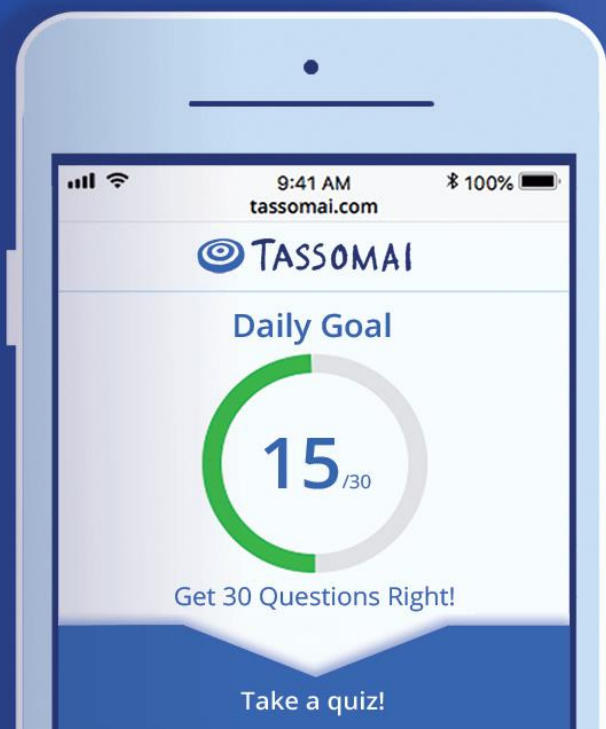 9:41 AM
100%
tassomai.com
TASSOMAI
Daily Goal
15/30
Get 30 Questions Right!
Take a quiz!